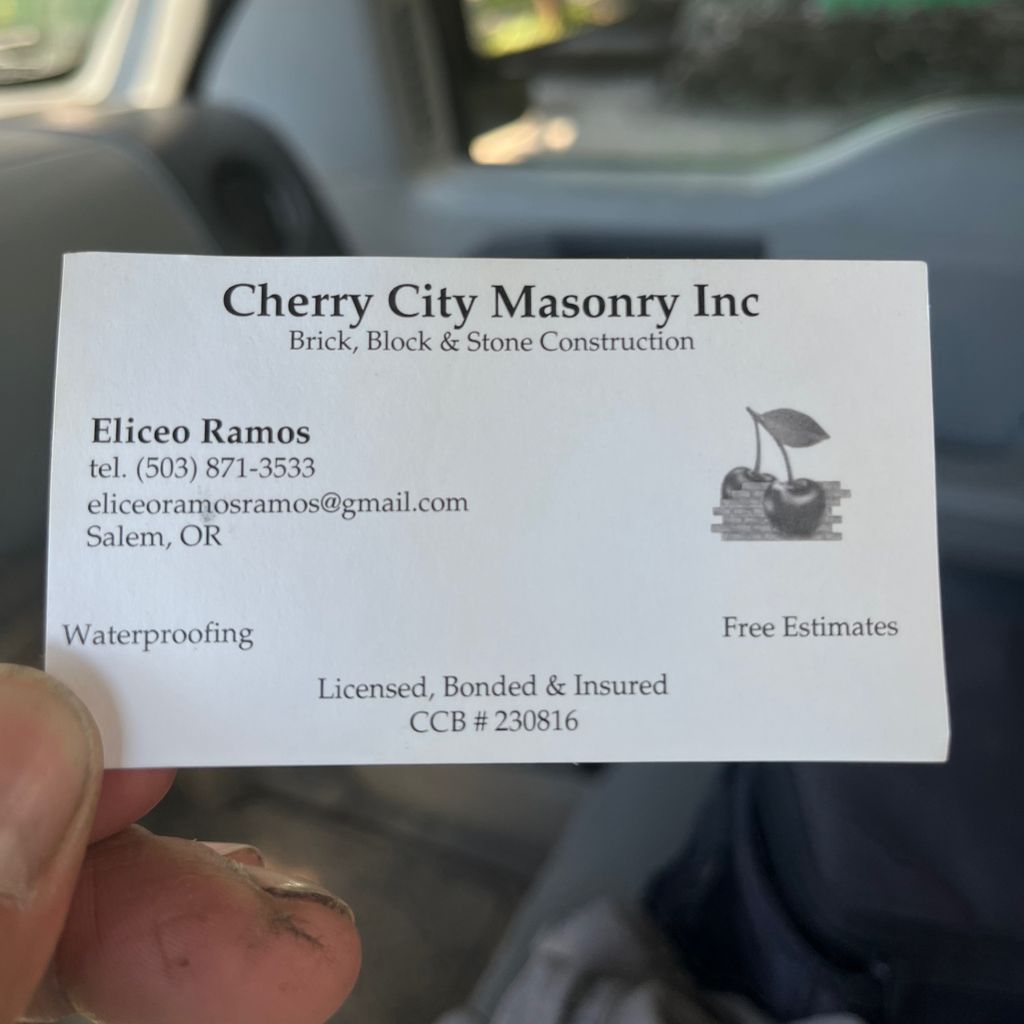 Cherry City Masonry Inc
Brick, Block & Stone Construction
Eliceo Ramos
tel. (503) 871-3533
eliceoramosramos@gmail.com
Salem, OR
Waterproofing
Free Estimates
Licensed, Bonded & Insured
CCB # 230816